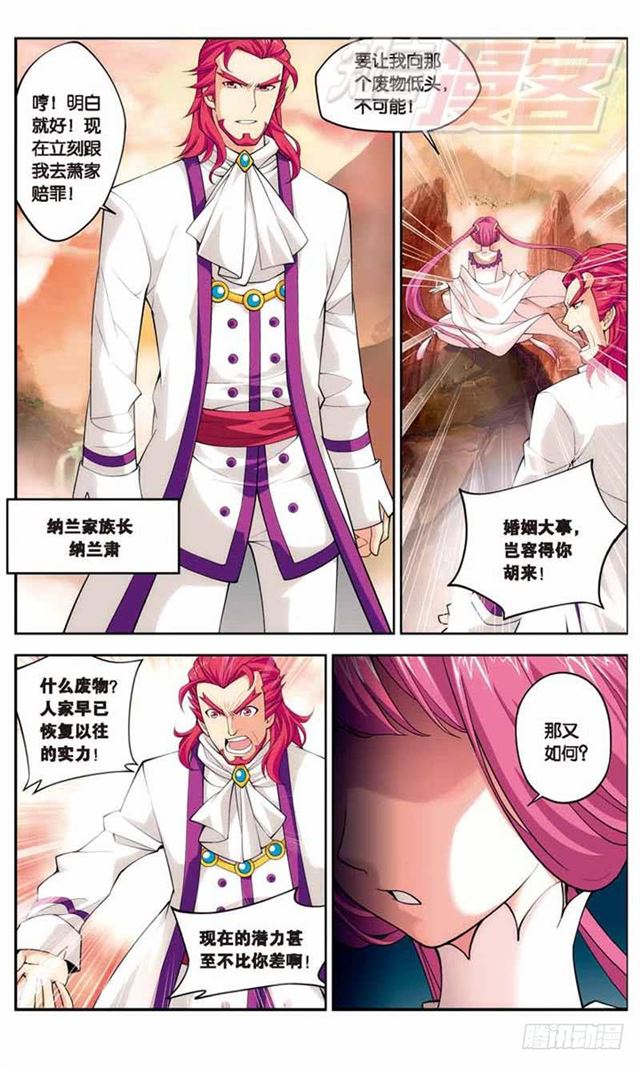 哼！明白
就好！现
在立刻跟
我去萧家
赔罪！
要让我向那
个废物低头，
不可能！
漫客
纳兰家族长
纳兰肃
婚姻大事，
岂容得你
胡来！
什么废物？
人家早已
恢复以往
的实力！
现在的潜力甚
至不比你差啊！
那又
如何？
腾讯动漫